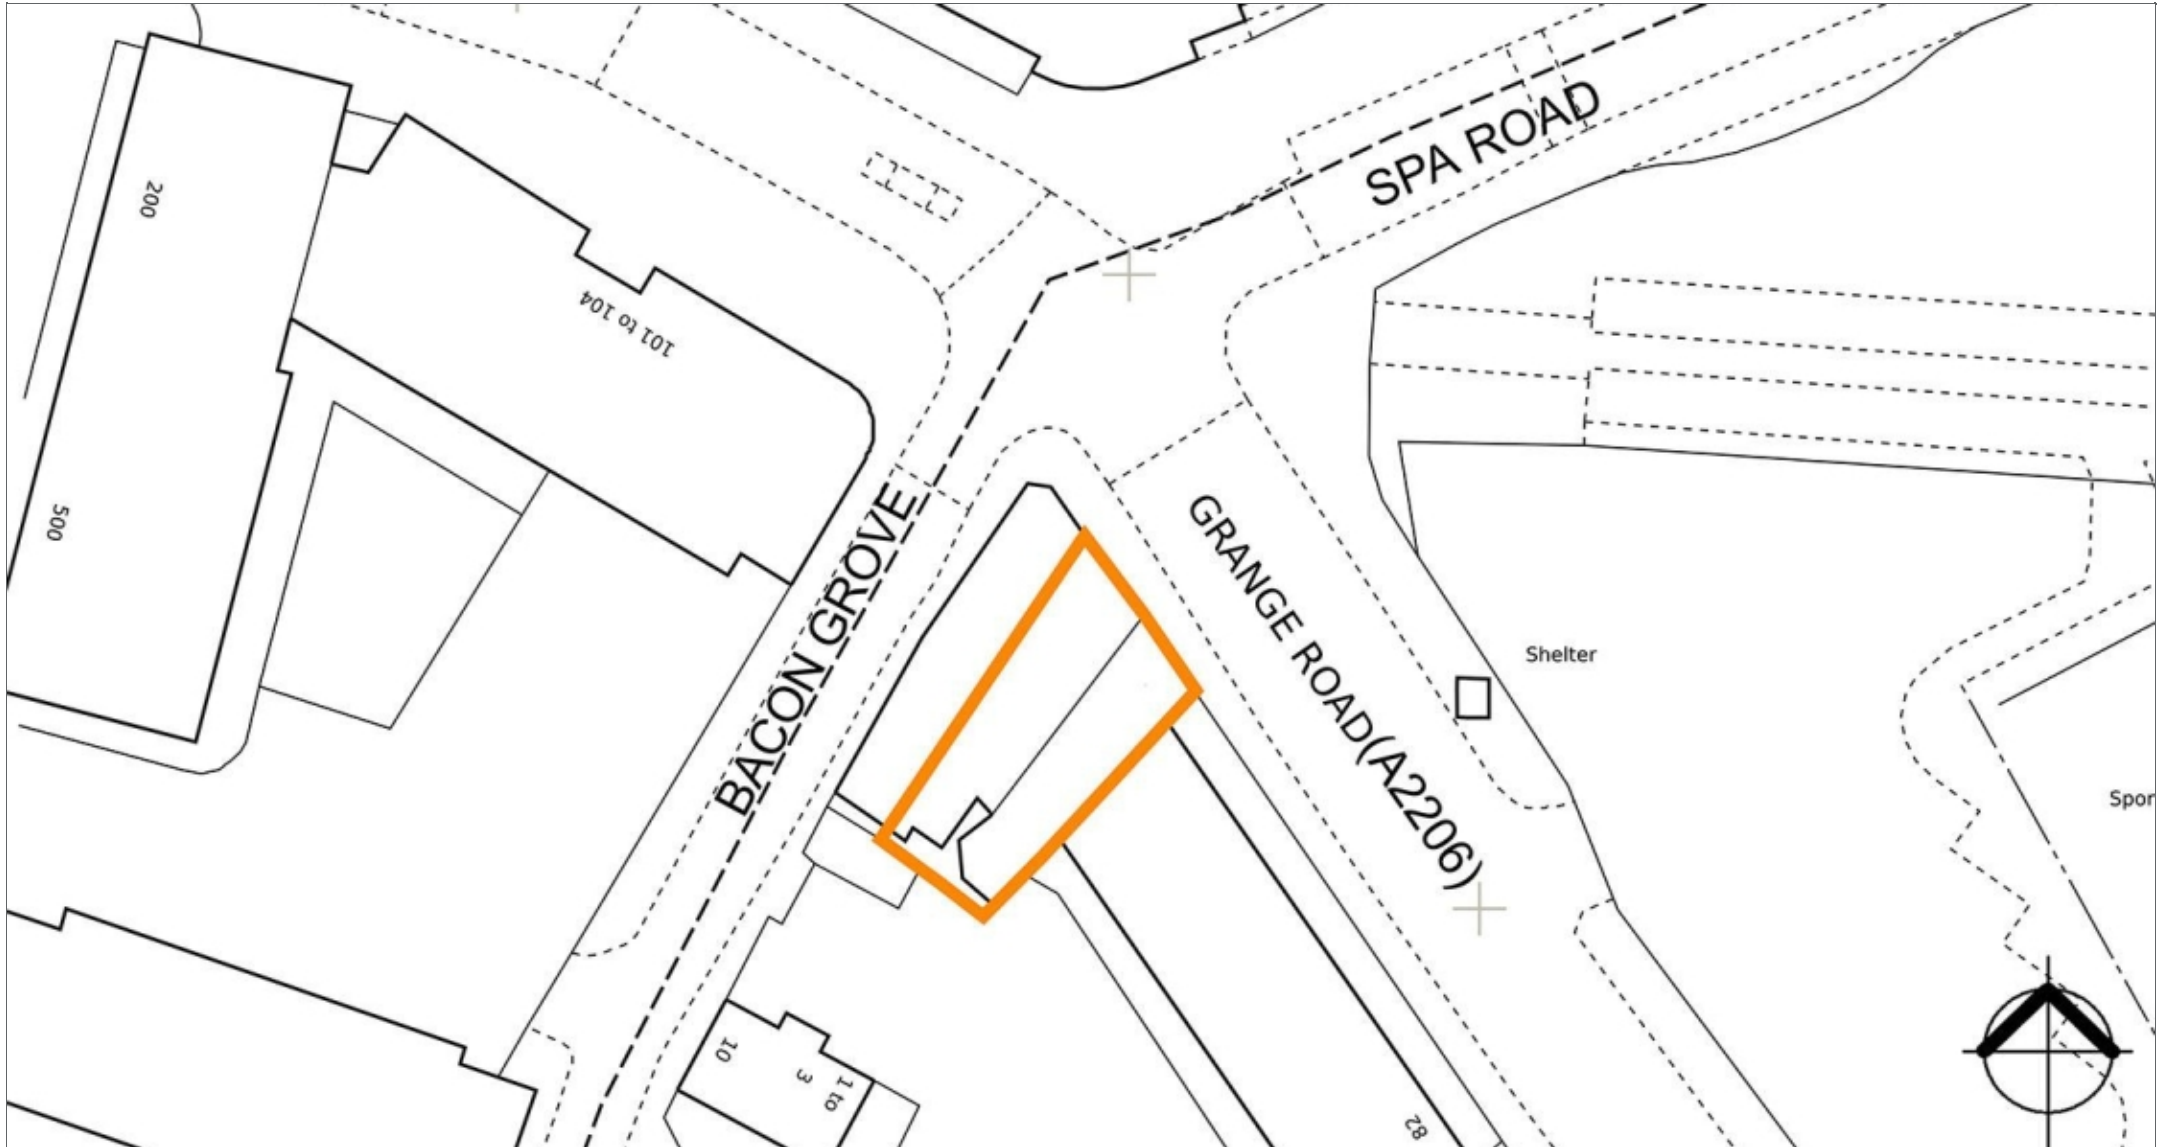 SPA ROAD
200
101 to 104
500
BACON GROVE
GRANGE ROAD(A2206)
Shelter
Spor
10
3
1 to
82